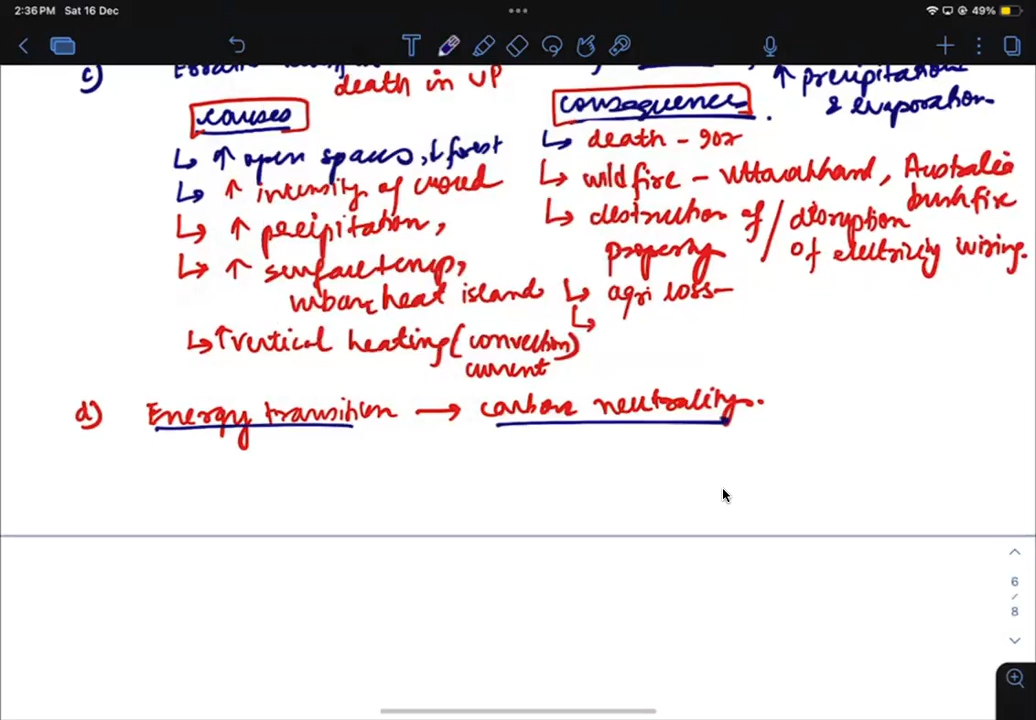 2:36 PM Sat 16 Dec
49%
c)
death in UP
↑ precipitation
& evaporation
causes
consequences
↳ ↑ open spaces, ↓ forest
↳ ↑ intensity of crowd
↳ ↑ precipitation,
↳ ↑ surface temp,
urban heat island
↳ ↑ vertical heating (convection)
current
↳ death - 90%
↳ wildfire - Uttarakhand, Australia
bushfire
↳ destruction of / disruption
property of electricity wiring.
↳ agri loss-
↳
d) Energy transition → carbon neutrality.
6
/
8